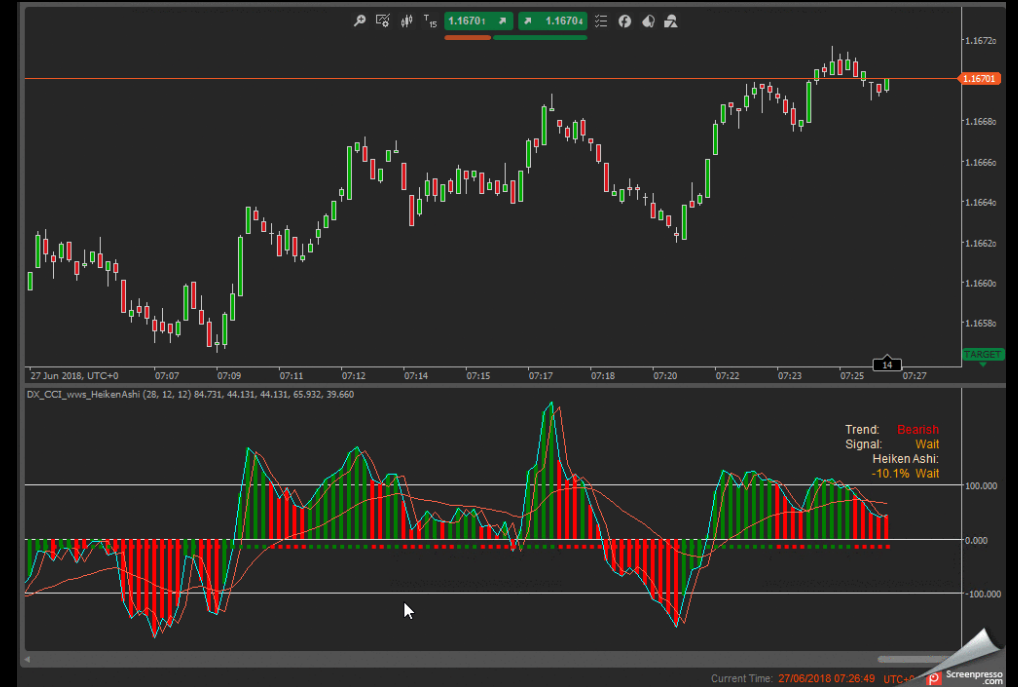 T15 1.16701 1.16704
1.16720
1.16701
1.16680
1.16660
1.16640
1.16620
1.16600
1.16580
TARGET
14
27 Jun 2018, UTC+0 07:07 07:09 07:11 07:12 07:14 07:15 07:17 07:18 07:20 07:22 07:23 07:25 07:27
DX_CCI_wws_HeikenAshi (28, 12, 12) 84.731, 44.131, 44.131, 65.932, 39.660
Trend: Bearish
Signal: Wait
Heiken Ashi:
-10.1% Wait
100.000
0.000
-100.000
Current Time: 27/06/2018 07:26:49 UTC+0
Screenpresso
.com